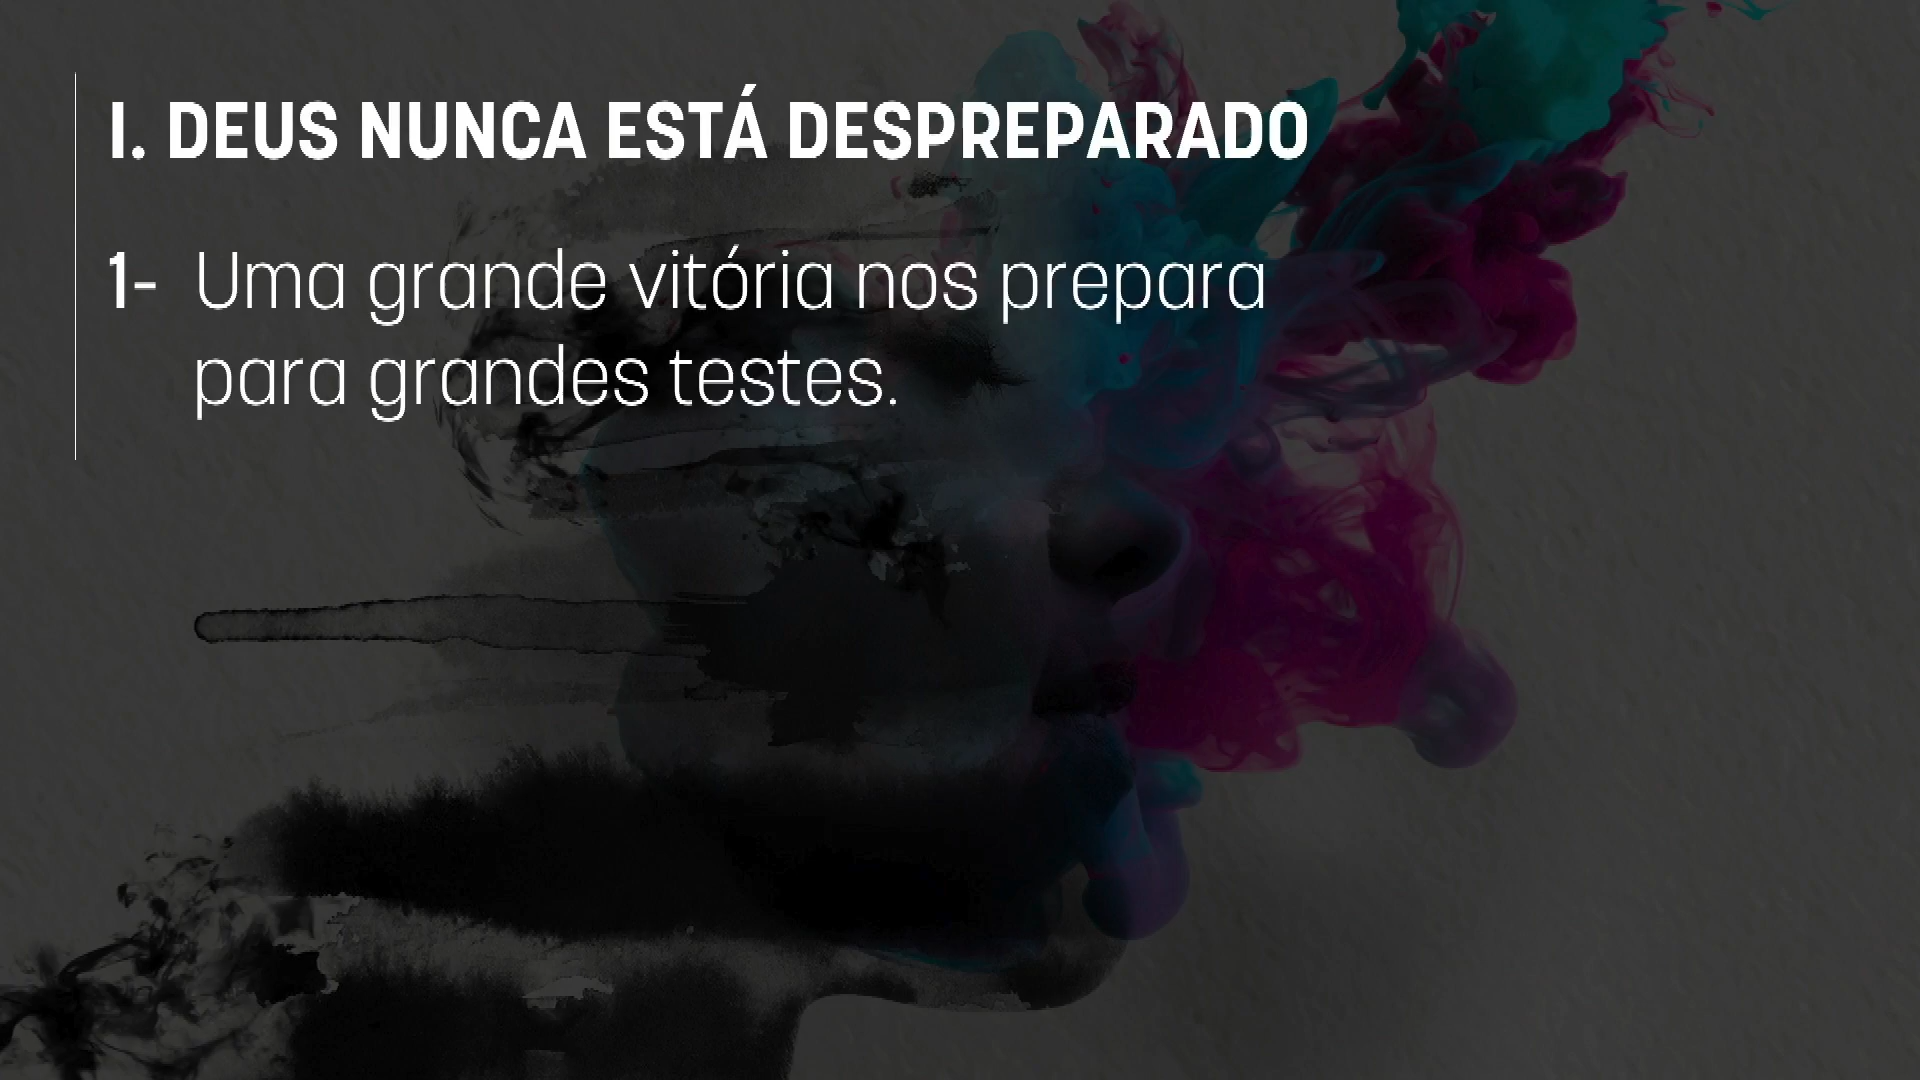 I. DEUS NUNCA ESTÁ DESPREPARADO
1- Uma grande vitória nos prepara
para grandes testes.